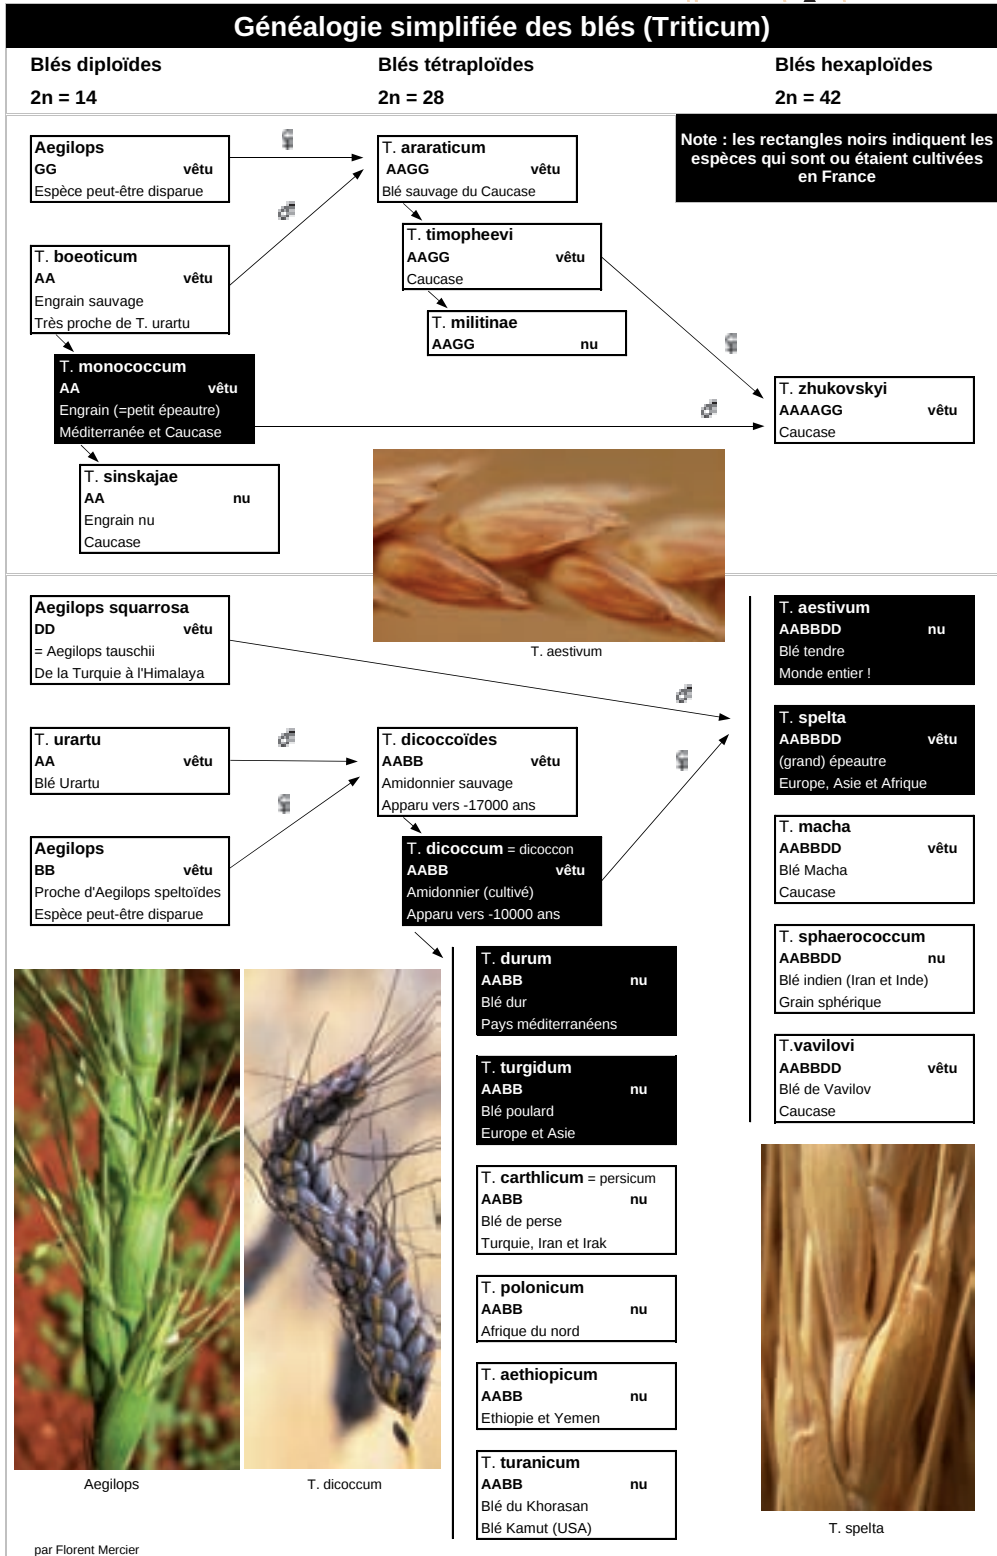 Généalogie simplifiée des blés (Triticum)
Blés diploïdes
2n = 14
Blés tétraploïdes
2n = 28
Blés hexaploïdes
2n = 42
Note : les rectangles noirs indiquent les
espèces qui sont ou étaient cultivées
en France
Aegilops
GG vêtu
Espèce peut-être disparue
♀
♂
T. araraticum
AAGG vêtu
Blé sauvage du Caucase
T. boeoticum
AA vêtu
Engrain sauvage
Très proche de T. urartu
T. timopheevi
AAGG vêtu
Caucase
T. militinae
AAGG nu
♀
♂
T. monococcum
AA vêtu
Engrain (=petit épeautre)
Méditerranée et Caucase
T. zhukovskyi
AAAAGG vêtu
Caucase
T. sinskajae
AA nu
Engrain nu
Caucase
T. aestivum
Aegilops squarrosa
DD vêtu
= Aegilops tauschii
De la Turquie à l'Himalaya
♂
♀
T. urartu
AA vêtu
Blé Urartu
♂
♀
Aegilops
BB vêtu
Proche d'Aegilops speltoïdes
Espèce peut-être disparue
T. dicoccoïdes
AABB vêtu
Amidonnier sauvage
Apparu vers -17000 ans
T. dicoccum = dicoccon
AABB vêtu
Amidonnier (cultivé)
Apparu vers -10000 ans
T. durum
AABB nu
Blé dur
Pays méditerranéens
T. turgidum
AABB nu
Blé poulard
Europe et Asie
T. carthlicum = persicum
AABB nu
Blé de perse
Turquie, Iran et Irak
T. polonicum
AABB nu
Afrique du nord
T. aethiopicum
AABB nu
Ethiopie et Yemen
T. turanicum
AABB nu
Blé du Khorasan
Blé Kamut (USA)
T. aestivum
AABBDD nu
Blé tendre
Monde entier !
T. spelta
AABBDD vêtu
(grand) épeautre
Europe, Asie et Afrique
T. macha
AABBDD vêtu
Blé Macha
Caucase
T. sphaerococcum
AABBDD nu
Blé indien (Iran et Inde)
Grain sphérique
T.vavilovi
AABBDD vêtu
Blé de Vavilov
Caucase
Aegilops
T. dicoccum
T. spelta
par Florent Mercier